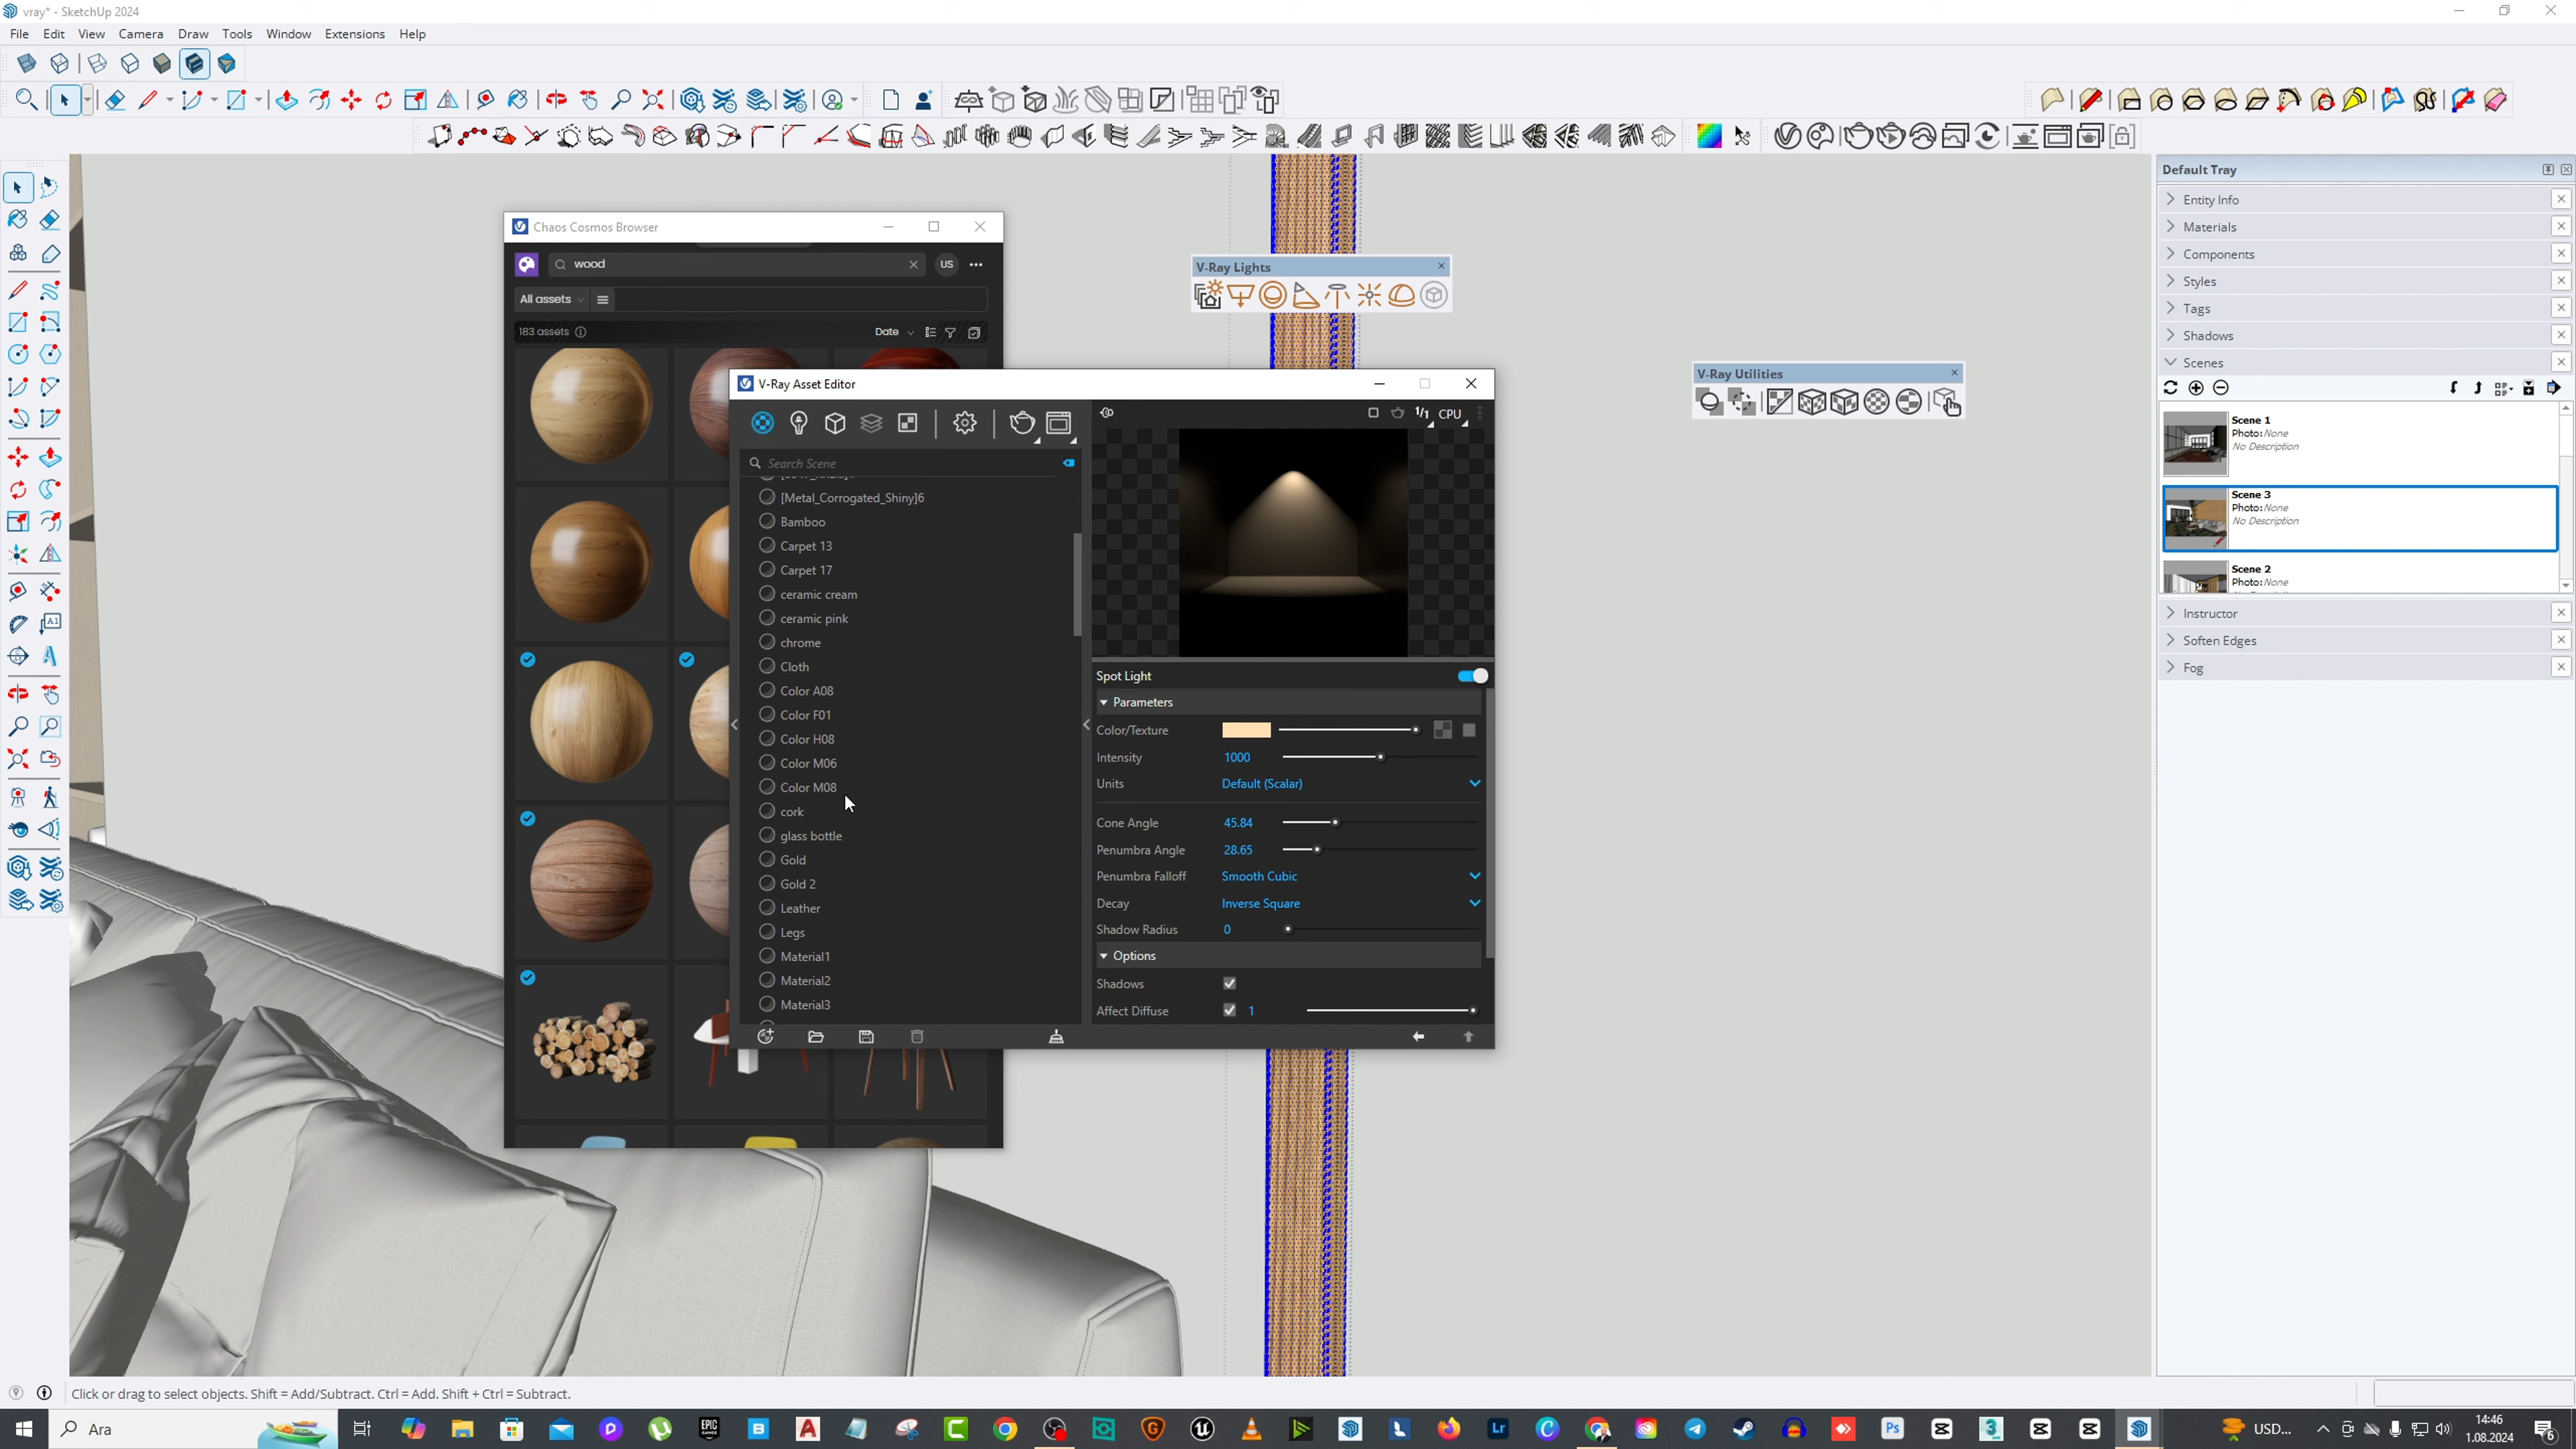 vray* - SketchUp 2024
File Edit View Camera Draw Tools Window Extensions Help
Chaos Cosmos Browser
wood
US
All assets
183 assets
Date
V-Ray Lights
V-Ray Asset Editor
Search Scene
[Metal_Corrogated_Shiny]6
Bamboo
Carpet 13
Carpet 17
ceramic cream
ceramic pink
chrome
Cloth
Color A08
Color F01
Color H08
Color M06
Color M08
cork
glass bottle
Gold
Gold 2
Leather
Legs
Material1
Material2
Material3
1/1 CPU
Spot Light
Parameters
Color/Texture
Intensity 1000
Units Default (Scalar)
Cone Angle 45.84
Penumbra Angle 28.65
Penumbra Falloff Smooth Cubic
Decay Inverse Square
Shadow Radius 0
Options
Shadows
Affect Diffuse 1
V-Ray Utilities
Default Tray
Entity Info
Materials
Components
Styles
Tags
Shadows
Scenes
Scene 1
Photo: None
No Description
Scene 3
Photo: None
No Description
Scene 2
Photo: None
Instructor
Soften Edges
Fog
Click or drag to select objects. Shift = Add/Subtract. Ctrl = Add. Shift + Ctrl = Subtract.
Ara
USD...
14:46
1.08.2024
6